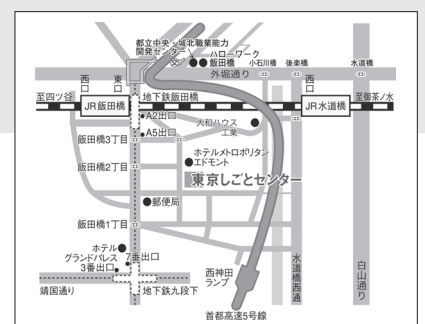 都立中央・城北職業能力
開発センター
ハローワーク
飯田橋
小石川橋
後楽橋
水道橋
外堀通り
西口
東口
西口
至四ツ谷
JR飯田橋
地下鉄飯田橋
JR水道橋
至御茶ノ水
A2出口
大和ハウス
工業
A5出口
飯田橋3丁目
ホテルメトロポリタン
エドモント
飯田橋2丁目
東京しごとセンター
郵便局
飯田橋1丁目
ホテル
グランドパレス
7番出口
3番出口
西神田
ランプ
水道橋西通
白山通り
靖国通り
地下鉄九段下
首都高速5号線